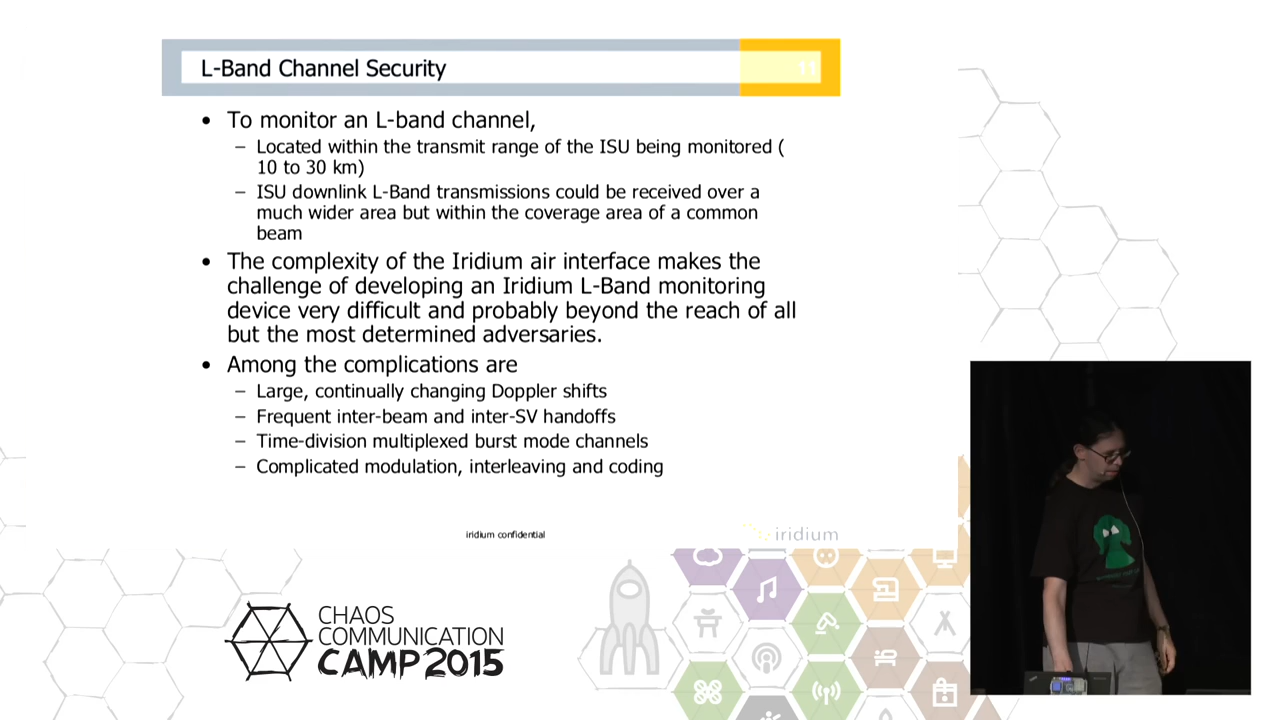 L-Band Channel Security
11
• To monitor an L-band channel,
– Located within the transmit range of the ISU being monitored (
10 to 30 km)
– ISU downlink L-Band transmissions could be received over a
much wider area but within the coverage area of a common
beam
• The complexity of the Iridium air interface makes the
challenge of developing an Iridium L-Band monitoring
device very difficult and probably beyond the reach of all
but the most determined adversaries.
• Among the complications are
– Large, continually changing Doppler shifts
– Frequent inter-beam and inter-SV handoffs
– Time-division multiplexed burst mode channels
– Complicated modulation, interleaving and coding
iridium confidential
iridium
CHAOS
COMMUNICATION
CAMP 2015